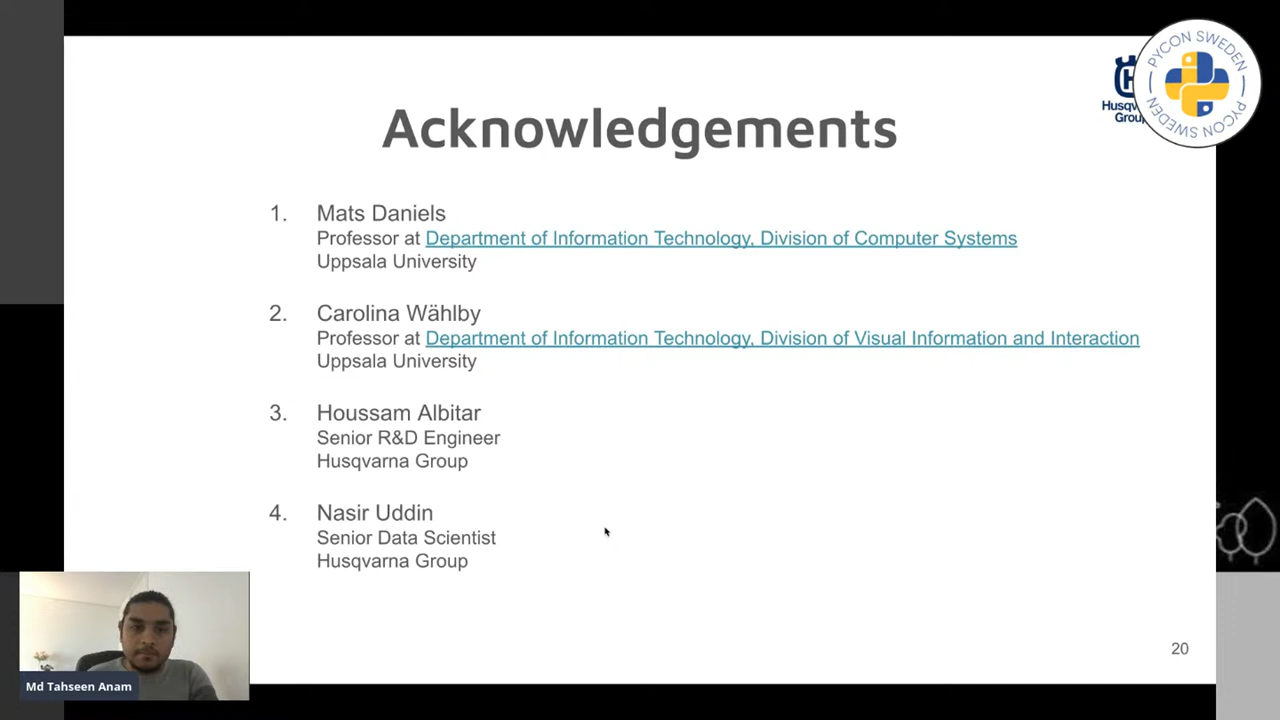 PYCON SWEDEN
PYCON SWEDEN
Husqv
Group
Acknowledgements
1. Mats Daniels
Professor at Department of Information Technology, Division of Computer Systems
Uppsala University
2. Carolina Wählby
Professor at Department of Information Technology, Division of Visual Information and Interaction
Uppsala University
3. Houssam Albitar
Senior R&D Engineer
Husqvarna Group
4. Nasir Uddin
Senior Data Scientist
Husqvarna Group
20
Md Tahseen Anam